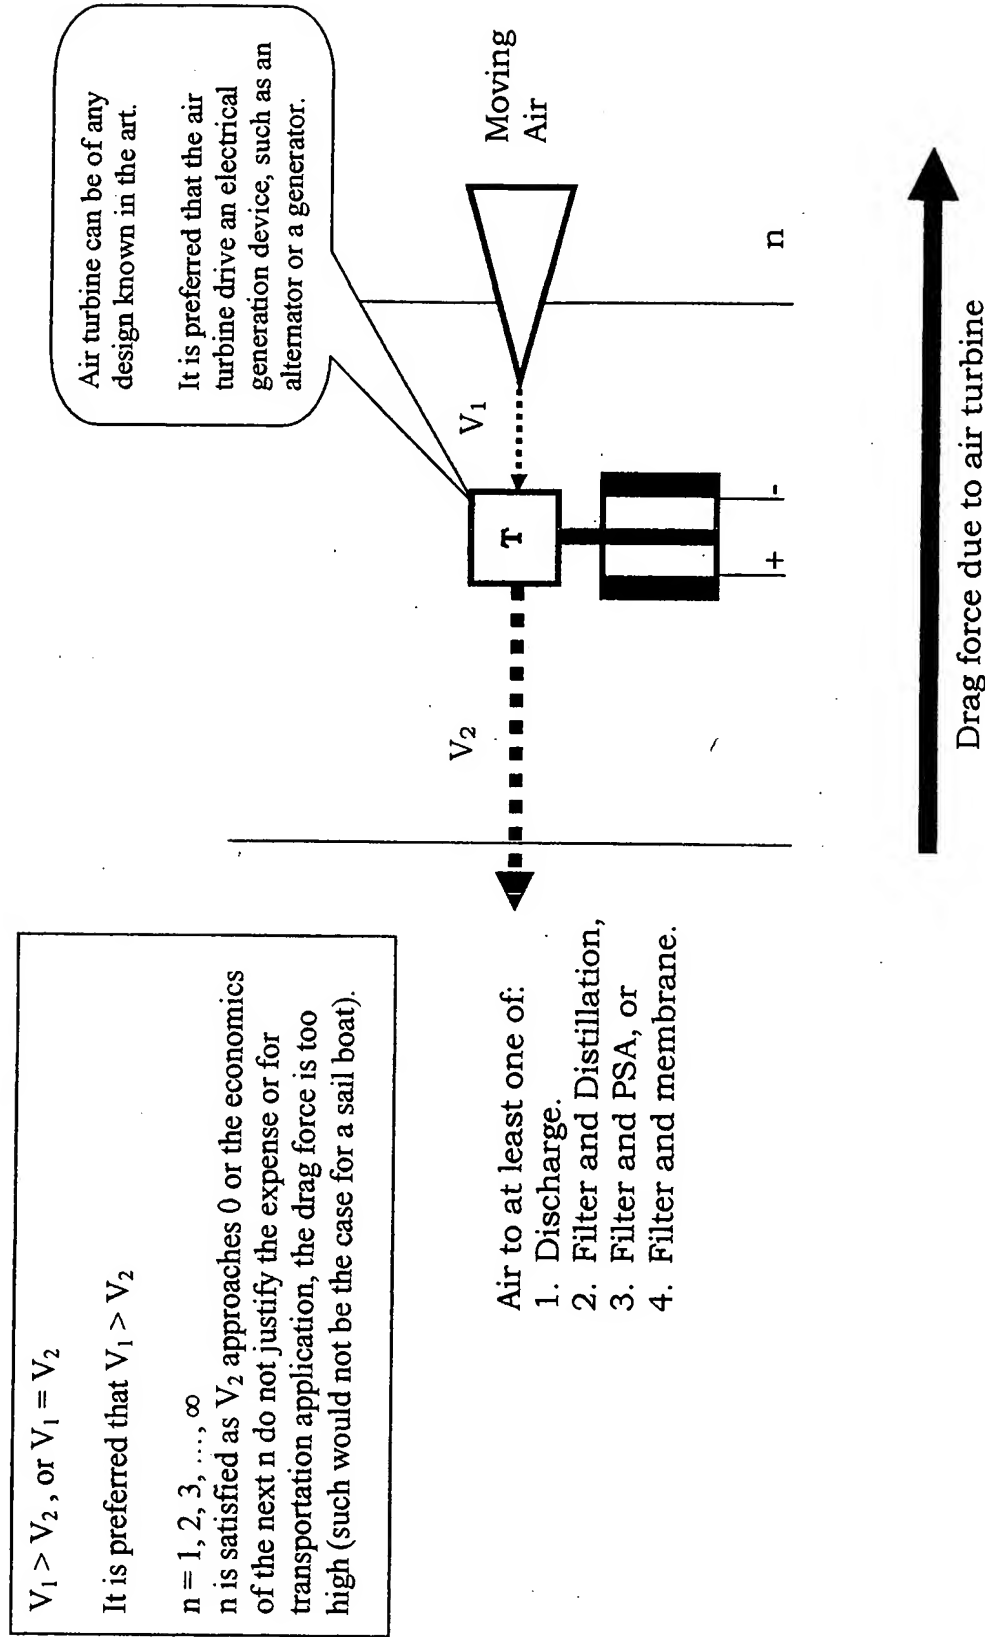 V₁ > V₂ , or V₁ = V₂
It is preferred that V₁ > V₂
n = 1, 2, 3, …, ∞
n is satisfied as V₂ approaches 0 or the economics
of the next n do not justify the expense or for
transportation application, the drag force is too
high (such would not be the case for a sail boat).
Air turbine can be of any
design known in the art.
It is preferred that the air
turbine drive an electrical
generation device, such as an
alternator or a generator.
Air to at least one of:
1. Discharge.
2. Filter and Distillation,
3. Filter and PSA, or
4. Filter and membrane.
V₂
T
V₁
Moving
Air
+
-
n
Drag force due to air turbine